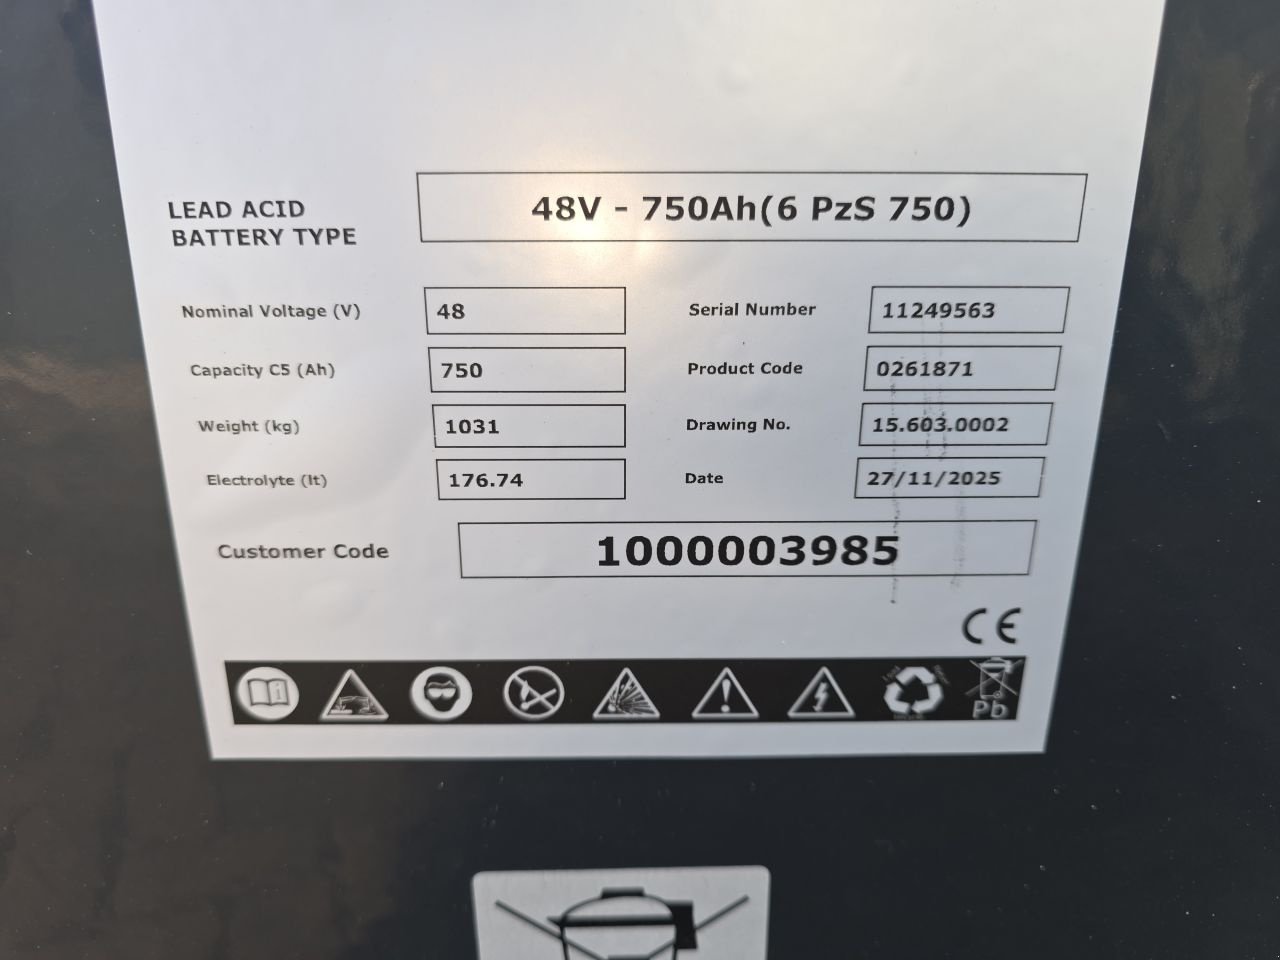 LEAD ACID
BATTERY TYPE
48V - 750Ah(6 PzS 750)
Nominal Voltage (V) 48 Serial Number 11249563
Capacity C5 (Ah) 750 Product Code 0261871
Weight (kg) 1031 Drawing No. 15.603.0002
Electrolyte (lt) 176.74 Date 27/11/2025
Customer Code 1000003985
CE
Pb